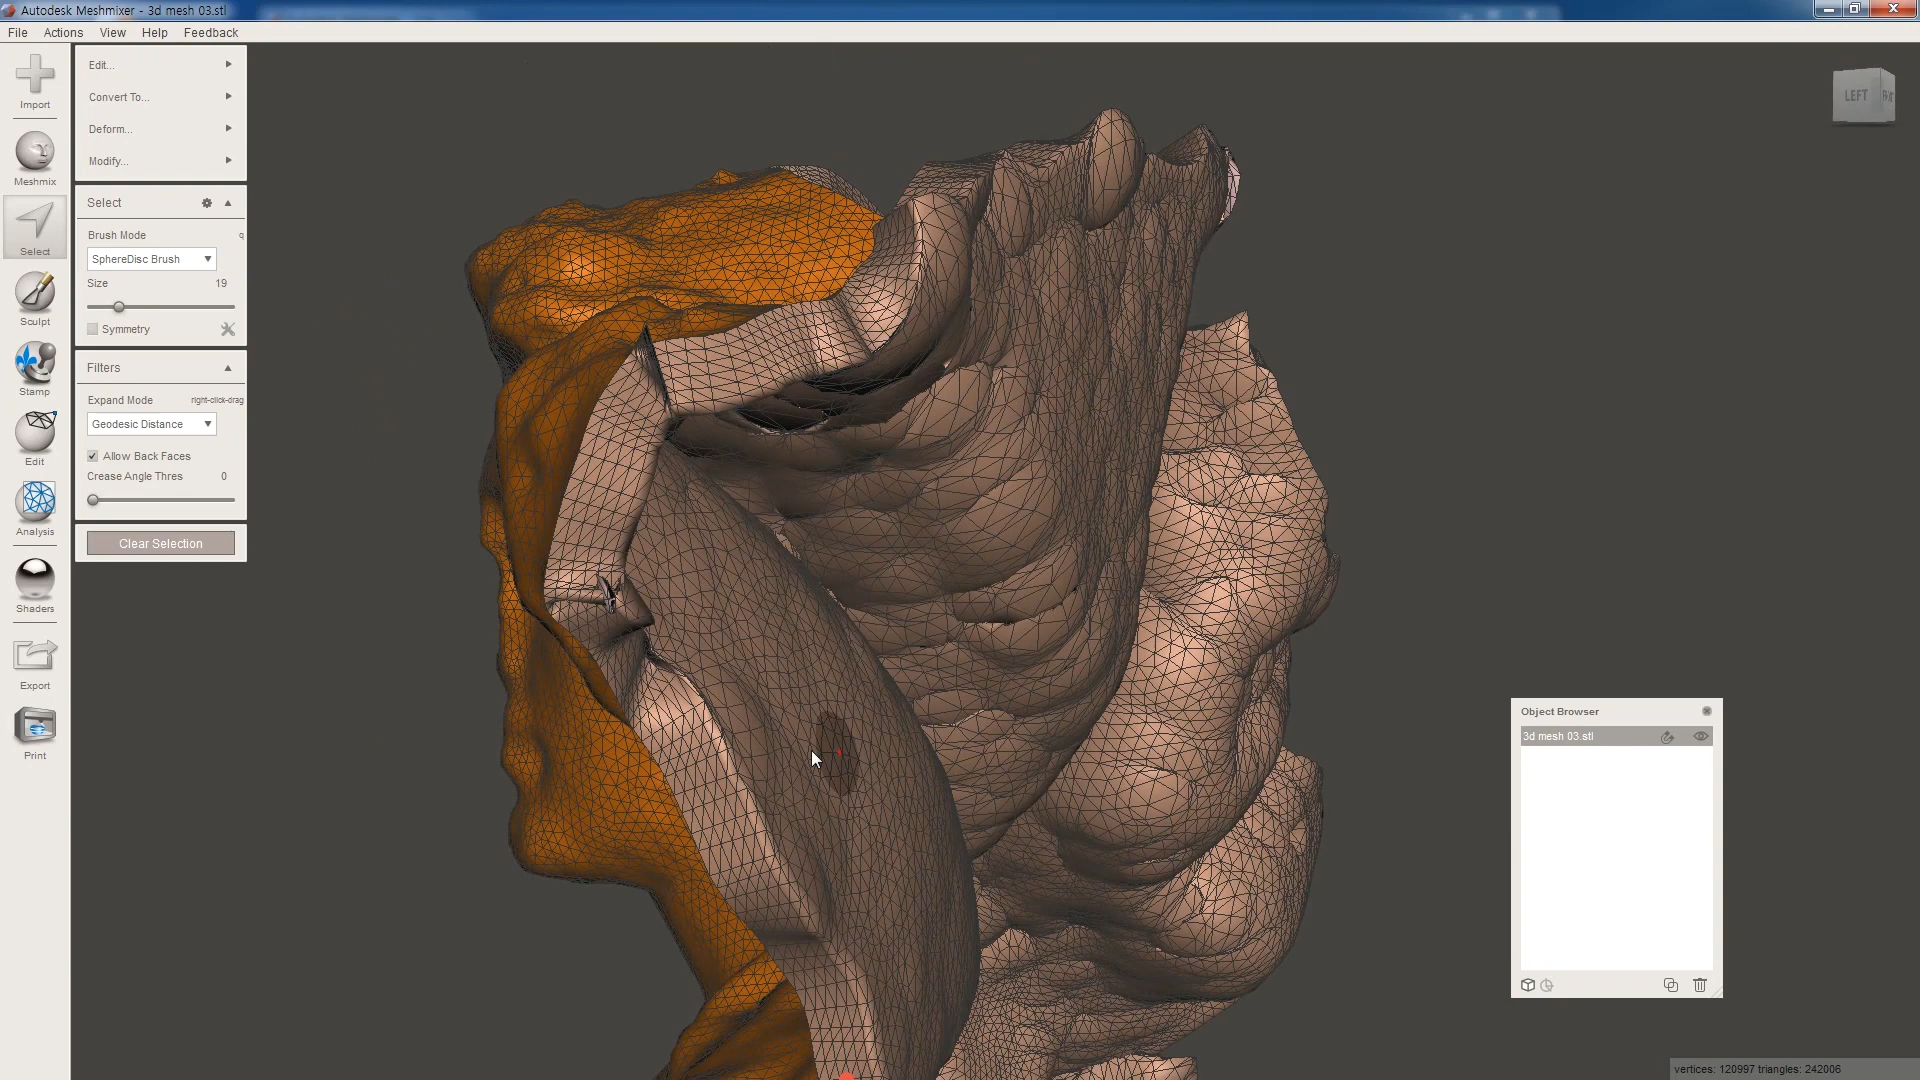 Autodesk Meshmixer - 3d mesh 03.stl
File Actions View Help Feedback
Import
Meshmix
Select
Sculpt
Stamp
Edit
Analysis
Shaders
Export
Print
Edit...
Convert To...
Deform...
Modify...
Select
Brush Mode q
SphereDisc Brush
Size 19
Symmetry
Filters
Expand Mode right-click-drag
Geodesic Distance
Allow Back Faces
Crease Angle Thres 0
Clear Selection
LEFT
Object Browser
3d mesh 03.stl
vertices: 120997 triangles: 242006